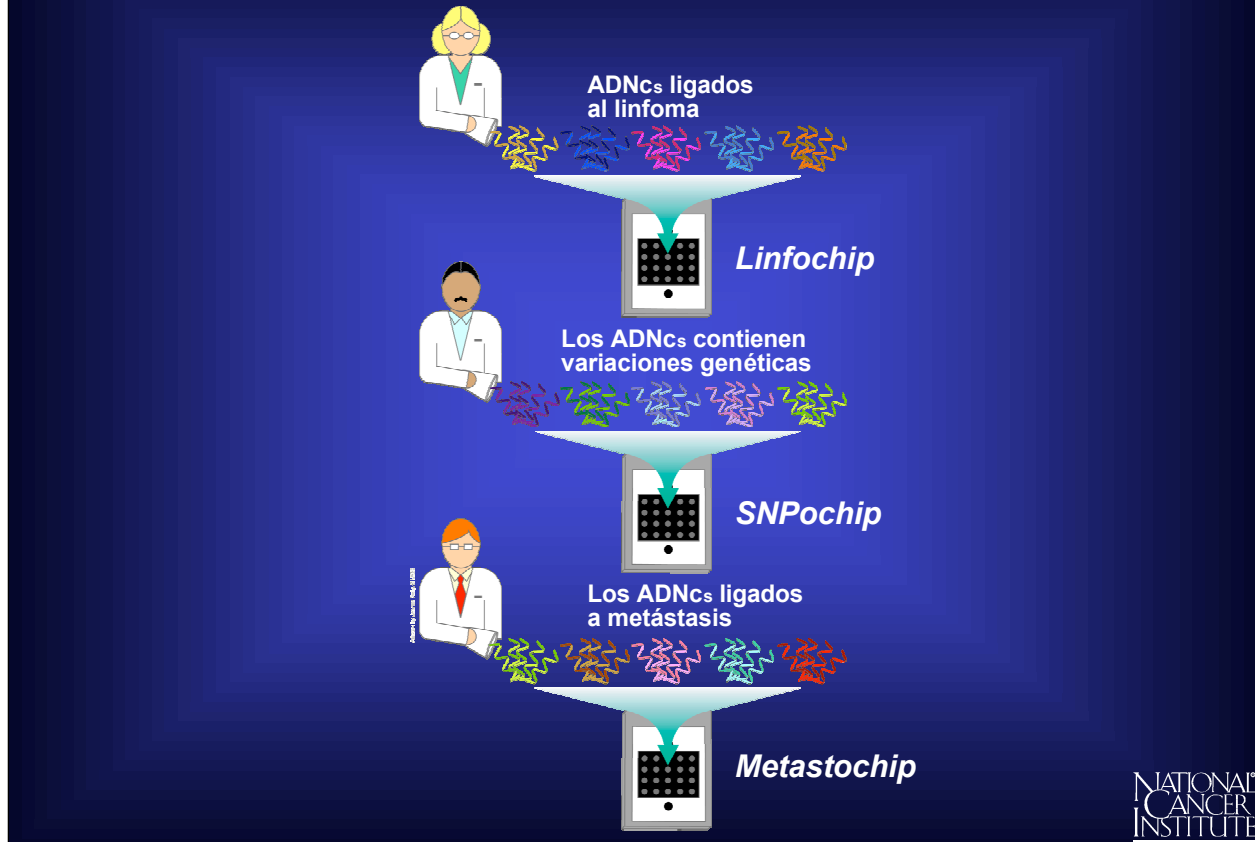 ADNcs ligados
al linfoma
Linfochip
Los ADNcs contienen
variaciones genéticas
SNPochip
Los ADNcs ligados
a metástasis
Metastochip
NATIONAL
CANCER
INSTITUTE